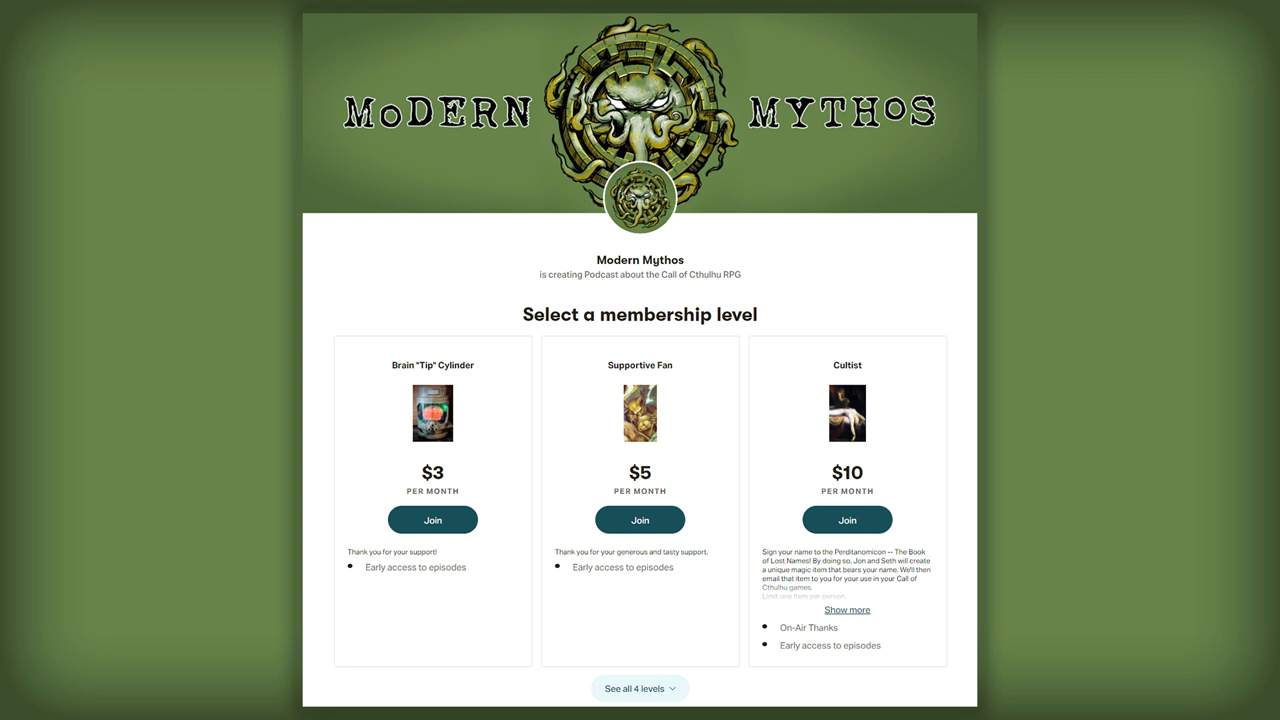 MoDERN MYTHoS
Modern Mythos
is creating Podcast about the Call of Cthulhu RPG
Select a membership level
Brain "Tip" Cylinder
$3
PER MONTH
Join
Thank you for your support!
• Early access to episodes
Supportive Fan
$5
PER MONTH
Join
Thank you for your generous and tasty support.
• Early access to episodes
Cultist
$10
PER MONTH
Join
Sign your name to the Perditanomicon -- The Book
of Lost Names! By doing so, Jon and Seth will create
a unique magic item that bears your name. We'll then
email that item to you for your use in your Call of
Cthulhu games.
Limit one item per person.
Show more
• On-Air Thanks
• Early access to episodes
See all 4 levels